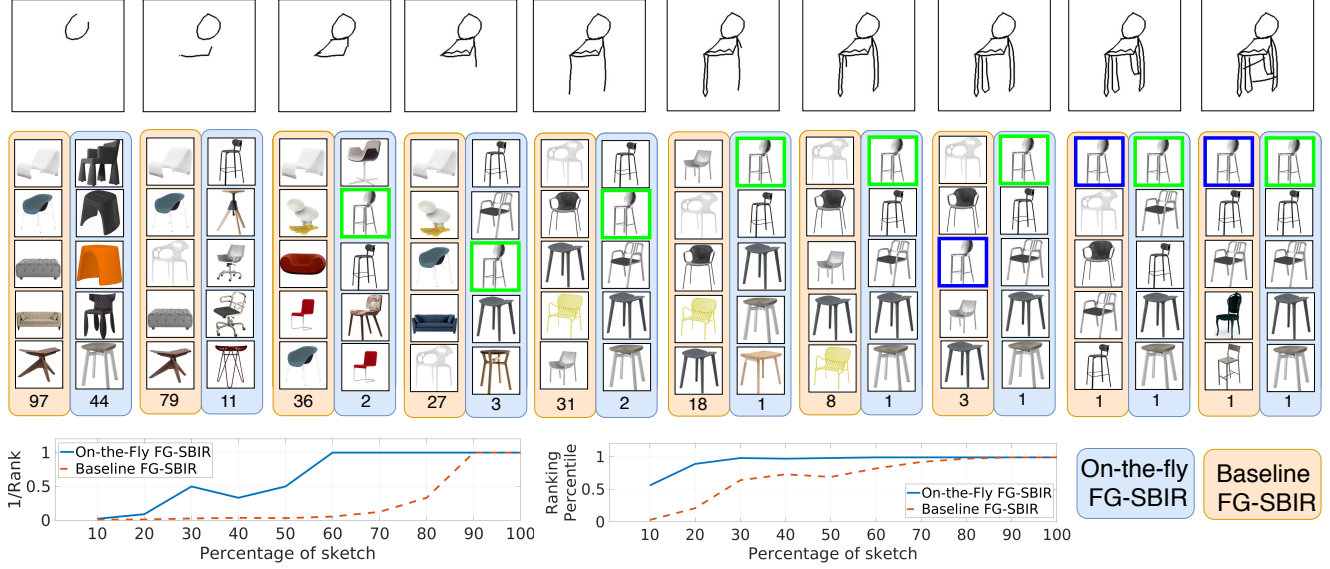 97 44 79 11 36 2 27 3 31 2 18 1 8 1 3 1 1 1 1 1
1/Rank
1
0.5
0
On-the-Fly FG-SBIR
Baseline FG-SBIR
10 20 30 40 50 60 70 80 90 100
Percentage of sketch
Ranking
Percentile
1
0.5
0
On-the-Fly FG-SBIR
Baseline FG-SBIR
10 20 30 40 50 60 70 80 90 100
Percentage of sketch
On-the-fly
FG-SBIR
Baseline
FG-SBIR